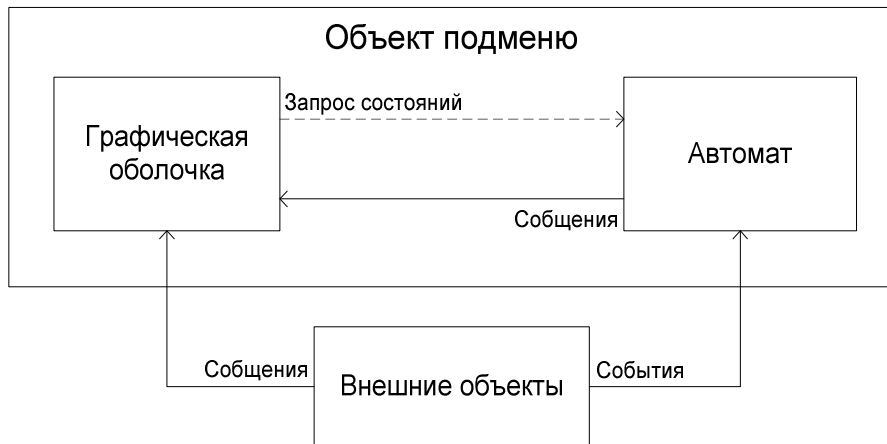 Объект подменю
Запрос состояний
Графическая
оболочка
Автомат
Собщения
Собщения
Внешние объекты
События